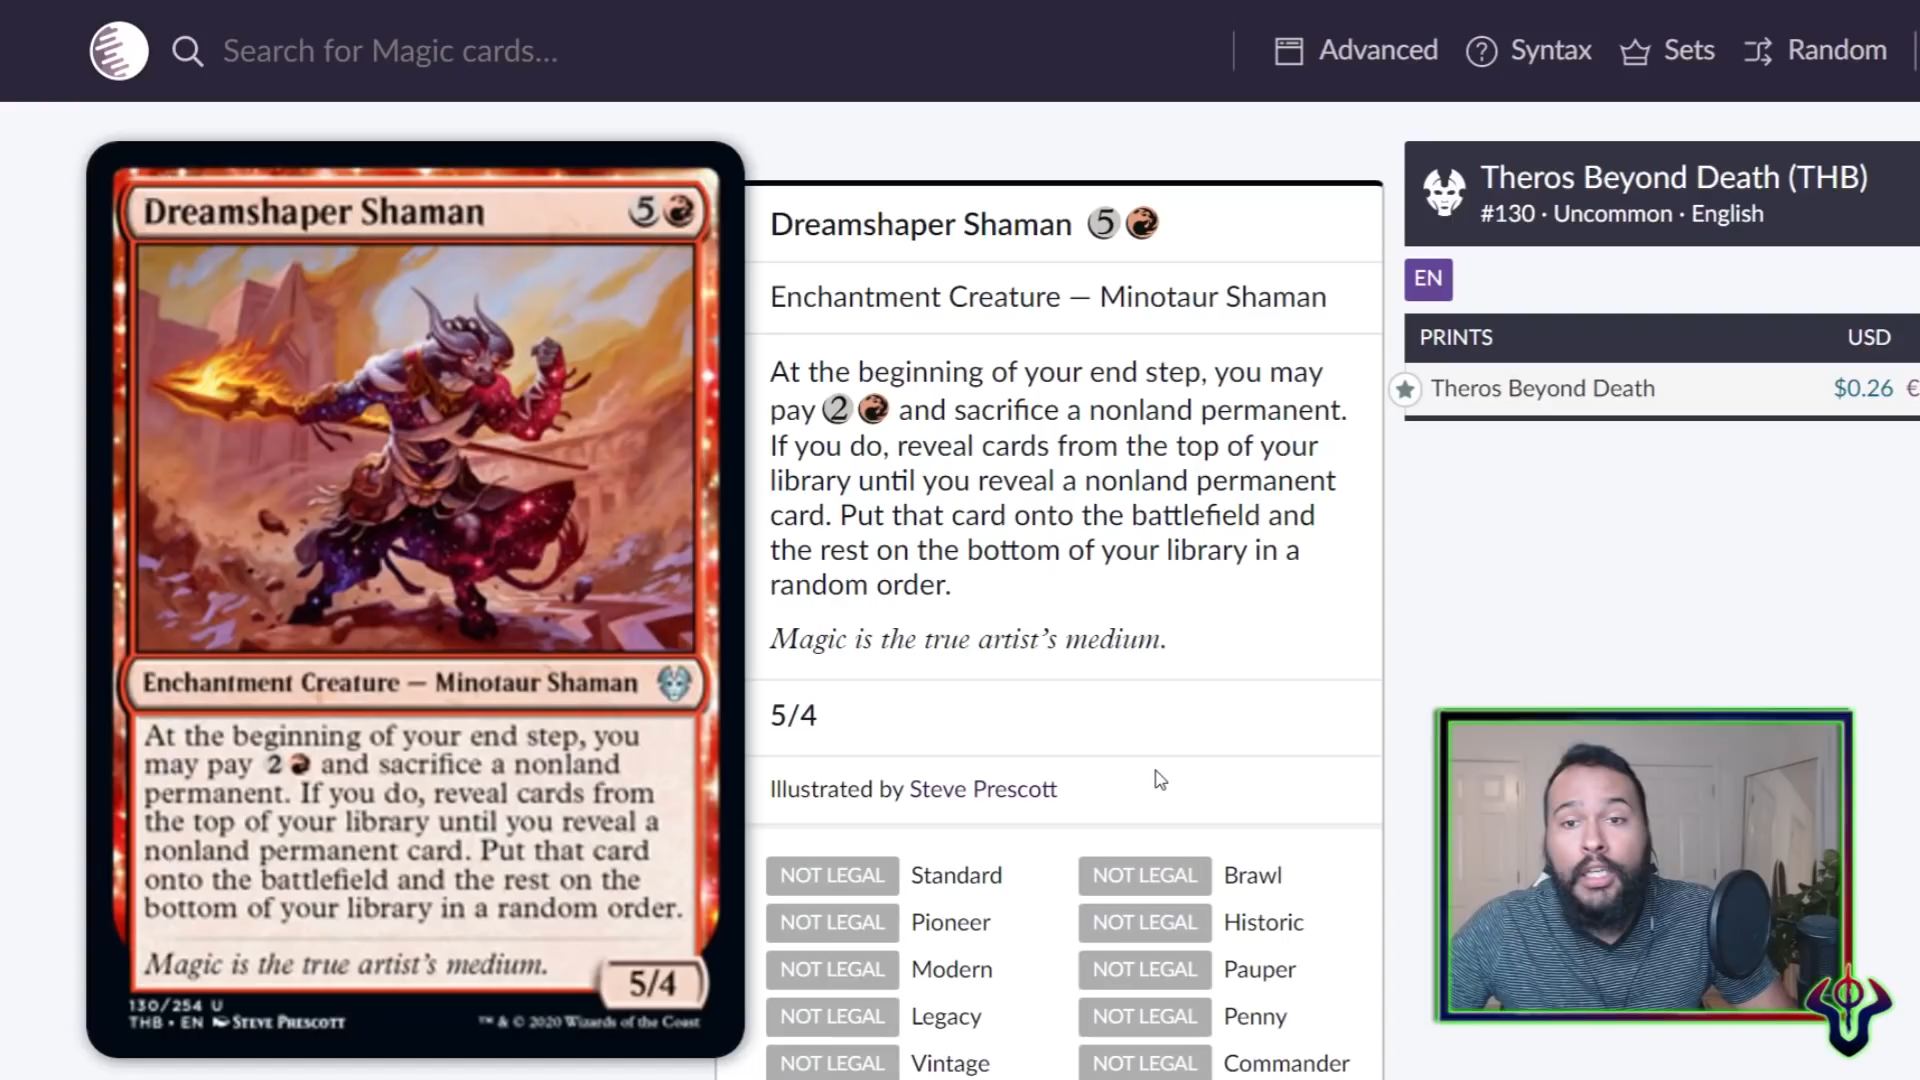 Search for Magic cards...
Advanced
Syntax
Sets
Random
Dreamshaper Shaman 5
Enchantment Creature — Minotaur Shaman
At the beginning of your end step, you
may pay 2 and sacrifice a nonland
permanent. If you do, reveal cards from
the top of your library until you reveal a
nonland permanent card. Put that card
onto the battlefield and the rest on the
bottom of your library in a random order.
Magic is the true artist's medium.
5/4
130/254 U
THB • EN STEVE PRESCOTT
™ & © 2020 Wizards of the Coast
Dreamshaper Shaman 5
Enchantment Creature — Minotaur Shaman
At the beginning of your end step, you may
pay 2 and sacrifice a nonland permanent.
If you do, reveal cards from the top of your
library until you reveal a nonland permanent
card. Put that card onto the battlefield and
the rest on the bottom of your library in a
random order.
Magic is the true artist's medium.
5/4
Illustrated by Steve Prescott
NOT LEGAL Standard NOT LEGAL Brawl
NOT LEGAL Pioneer NOT LEGAL Historic
NOT LEGAL Modern NOT LEGAL Pauper
NOT LEGAL Legacy NOT LEGAL Penny
NOT LEGAL Vintage NOT LEGAL Commander
Theros Beyond Death (THB)
#130 · Uncommon · English
EN
PRINTS USD
Theros Beyond Death $0.26 €